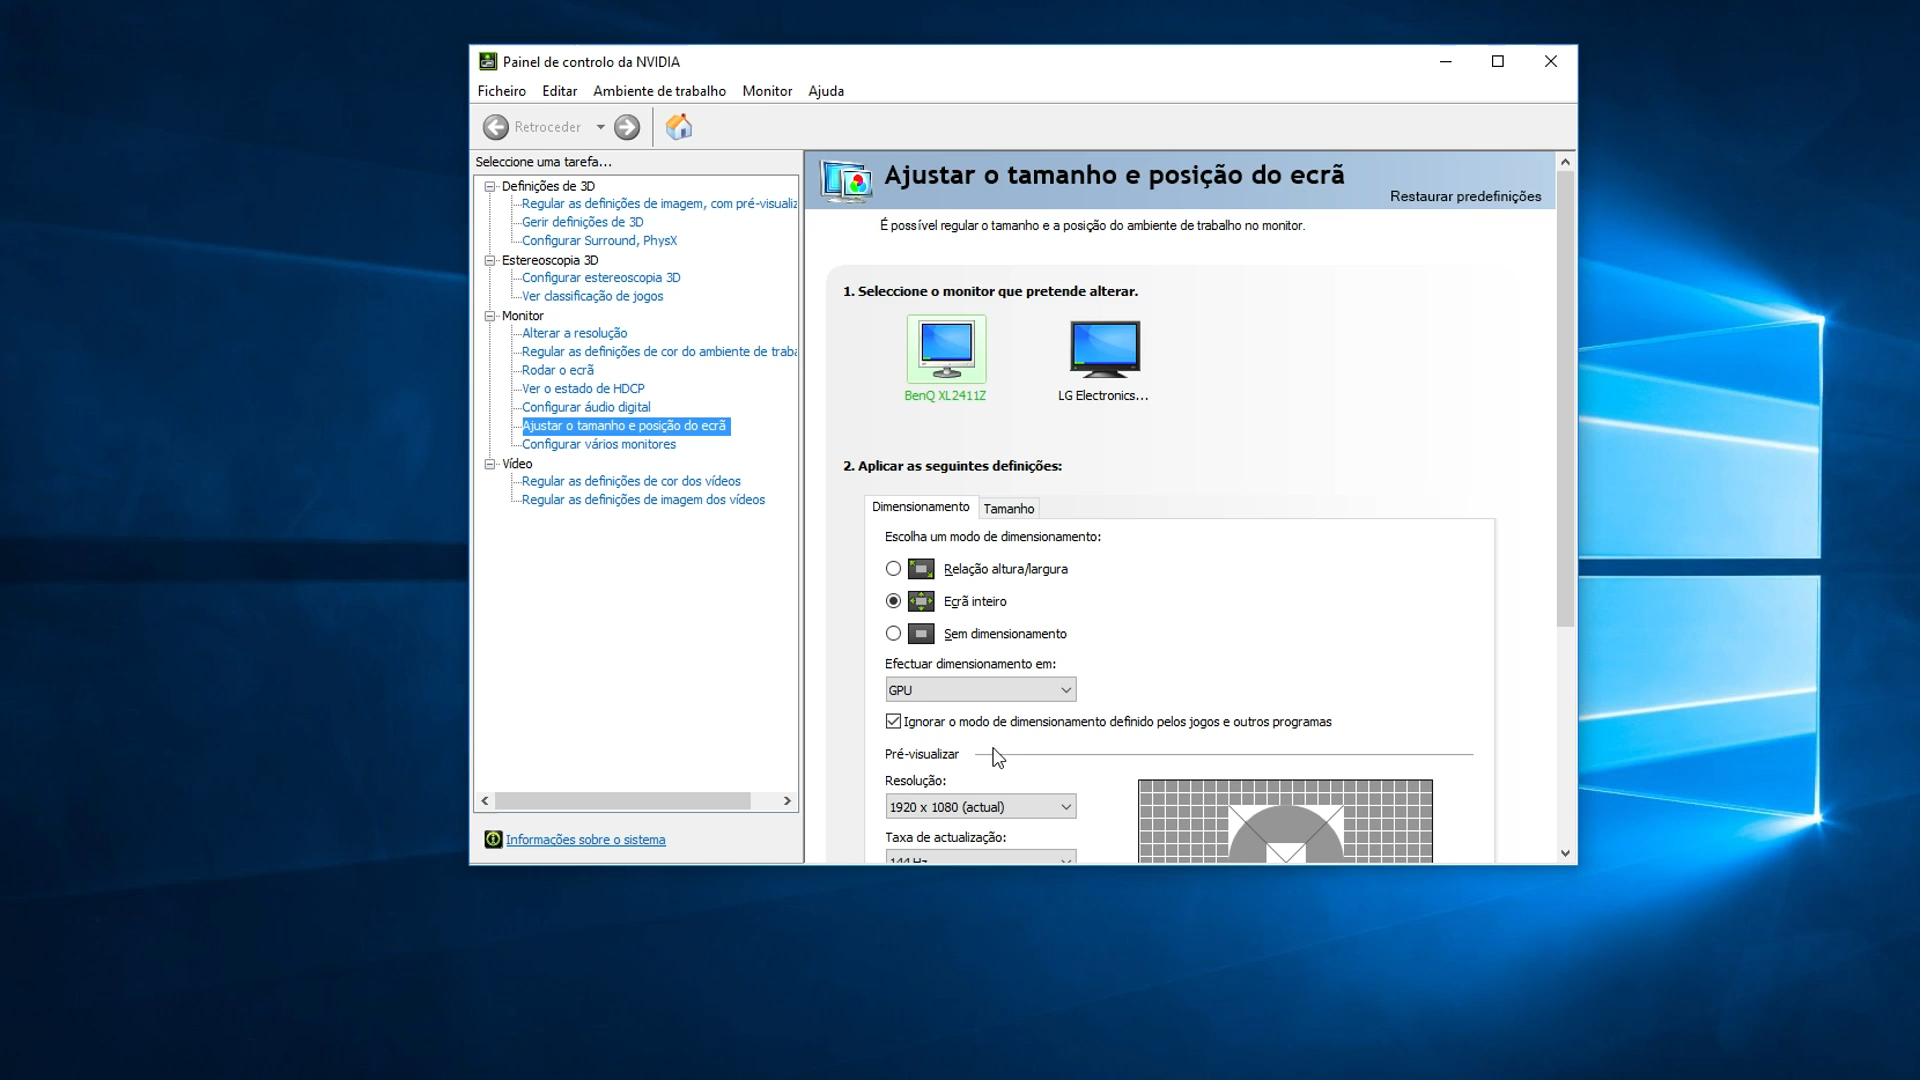 Painel de controlo da NVIDIA
Ficheiro Editar Ambiente de trabalho Monitor Ajuda
Retroceder
Seleccione uma tarefa...
Definições de 3D
Regular as definições de imagem, com pré-visualiz
Gerir definições de 3D
Configurar Surround, PhysX
Estereoscopia 3D
Configurar estereoscopia 3D
Ver classificação de jogos
Monitor
Alterar a resolução
Regular as definições de cor do ambiente de traba
Rodar o ecrã
Ver o estado de HDCP
Configurar áudio digital
Ajustar o tamanho e posição do ecrã
Configurar vários monitores
Vídeo
Regular as definições de cor dos vídeos
Regular as definições de imagem dos vídeos
Informações sobre o sistema
Ajustar o tamanho e posição do ecrã
Restaurar predefinições
É possível regular o tamanho e a posição do ambiente de trabalho no monitor.
1. Seleccione o monitor que pretende alterar.
BenQ XL2411Z LG Electronics...
2. Aplicar as seguintes definições:
Dimensionamento Tamanho
Escolha um modo de dimensionamento:
Relação altura/largura
Ecrã inteiro
Sem dimensionamento
Efectuar dimensionamento em:
GPU
Ignorar o modo de dimensionamento definido pelos jogos e outros programas
Pré-visualizar
Resolução:
1920 x 1080 (actual)
Taxa de actualização:
144 Hz